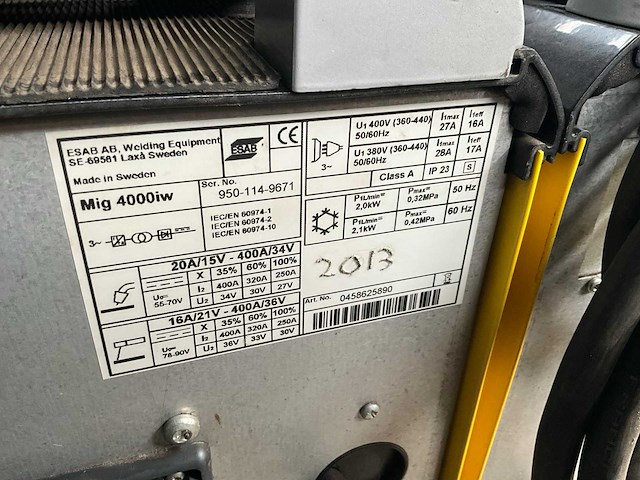 ESAB AB, Welding Equipment
SE-69581 Laxå Sweden
ESAB
CE
Made in Sweden
Mig 4000iw
Ser. No.
950-114-9671
IEC/EN 60974-1
IEC/EN 60974-2
IEC/EN 60974-10
3~
3~
U1 400V (360-440)
50/60Hz
I1max
27A
I1eff
16A
U1 380V (360-440)
50/60Hz
I1max
28A
I1eff
17A
Class A
IP 23
S
P1L/min=
2,0kW
Pmax=
0,32MPa
50 Hz
P1L/min=
2,1kW
Pmax=
0,42MPa
60 Hz
20A/15V - 400A/34V
X 35% 60% 100%
I2 400A 320A 250A
U0=
55-70V
U2 34V 30V 27V
16A/21V - 400A/36V
X 35% 60% 100%
I2 400A 320A 250A
U0=
78-90V
U2 36V 33V 30V
2013
Art. No. 0458625890